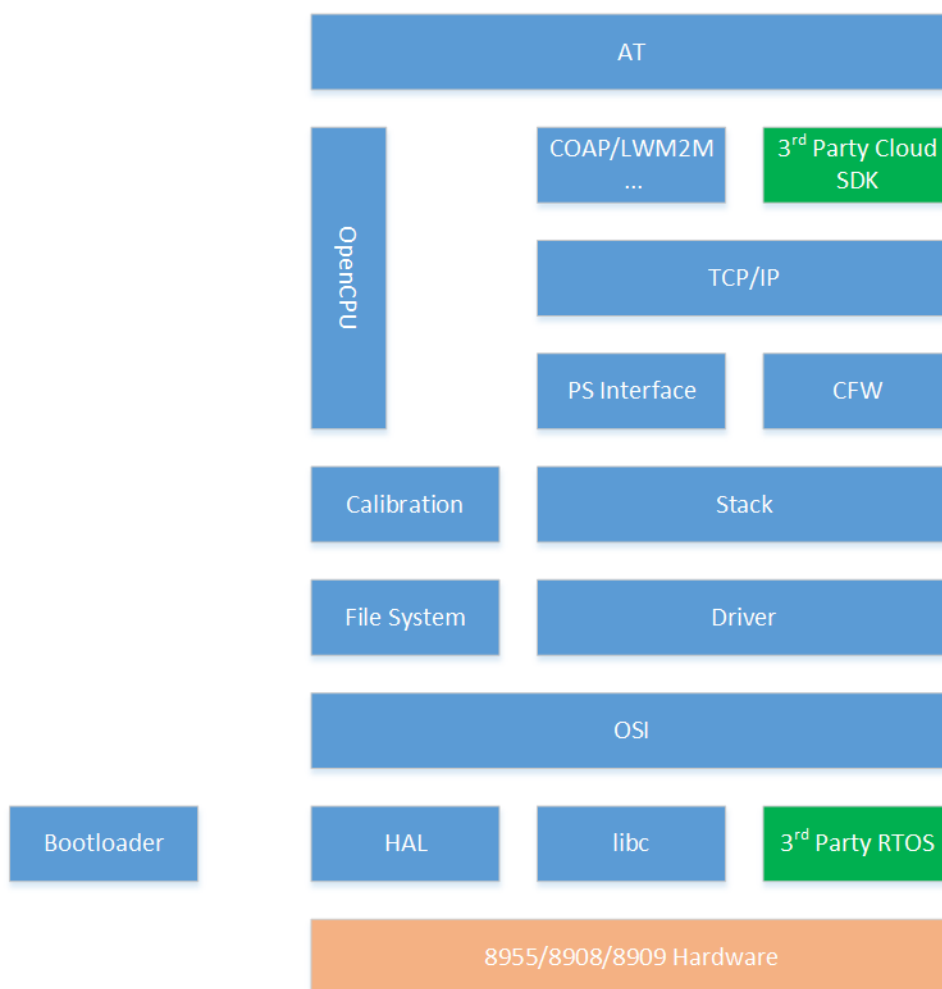 AT
OpenCPU
COAP/LWM2M
...
3rd Party Cloud
SDK
TCP/IP
PS Interface
CFW
Calibration
Stack
File System
Driver
OSI
Bootloader
HAL
libc
3rd Party RTOS
8955/8908/8909 Hardware